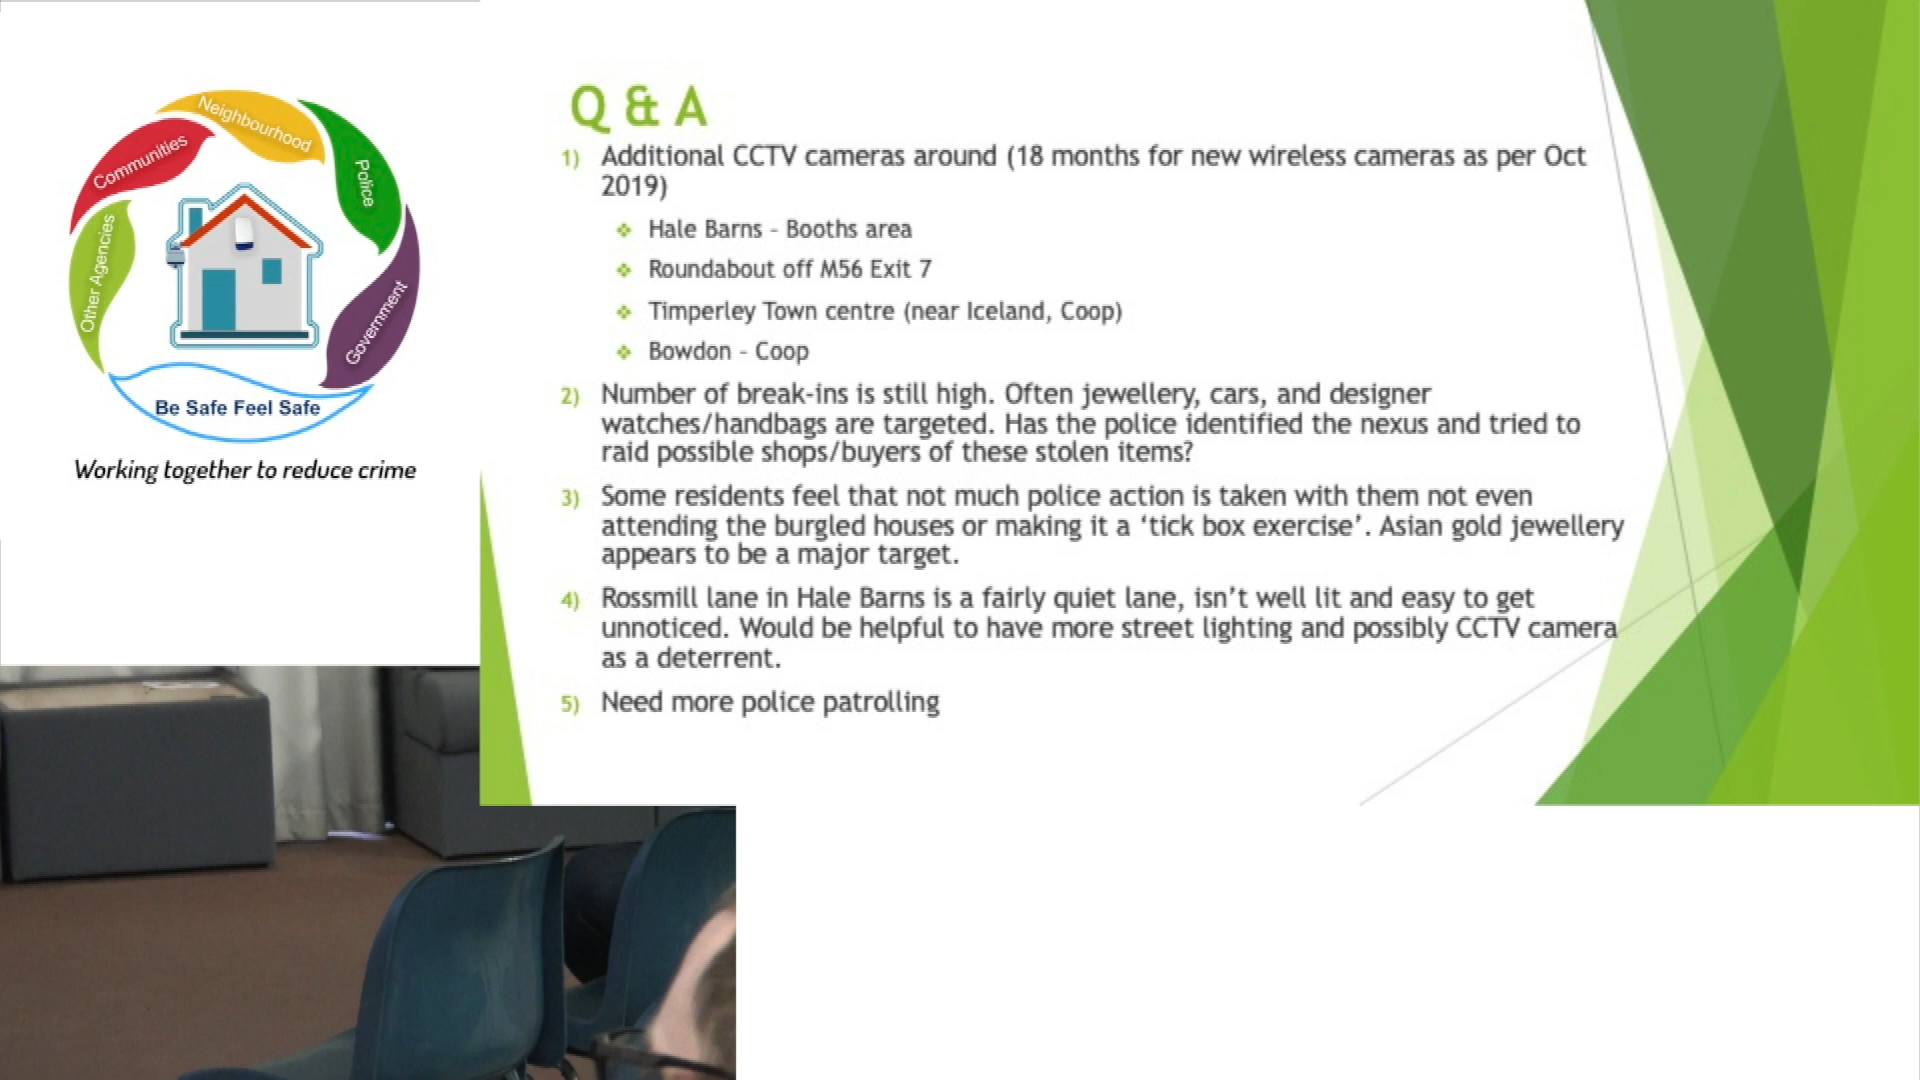 Neighbourhood
Communities
Police
Other Agencies
Government
Be Safe Feel Safe
Working together to reduce crime
Q & A
1) Additional CCTV cameras around (18 months for new wireless cameras as per Oct
2019)
❖ Hale Barns - Booths area
❖ Roundabout off M56 Exit 7
❖ Timperley Town centre (near Iceland, Coop)
❖ Bowdon - Coop
2) Number of break-ins is still high. Often jewellery, cars, and designer
watches/handbags are targeted. Has the police identified the nexus and tried to
raid possible shops/buyers of these stolen items?
3) Some residents feel that not much police action is taken with them not even
attending the burgled houses or making it a ‘tick box exercise’. Asian gold jewellery
appears to be a major target.
4) Rossmill lane in Hale Barns is a fairly quiet lane, isn’t well lit and easy to get
unnoticed. Would be helpful to have more street lighting and possibly CCTV camera
as a deterrent.
5) Need more police patrolling